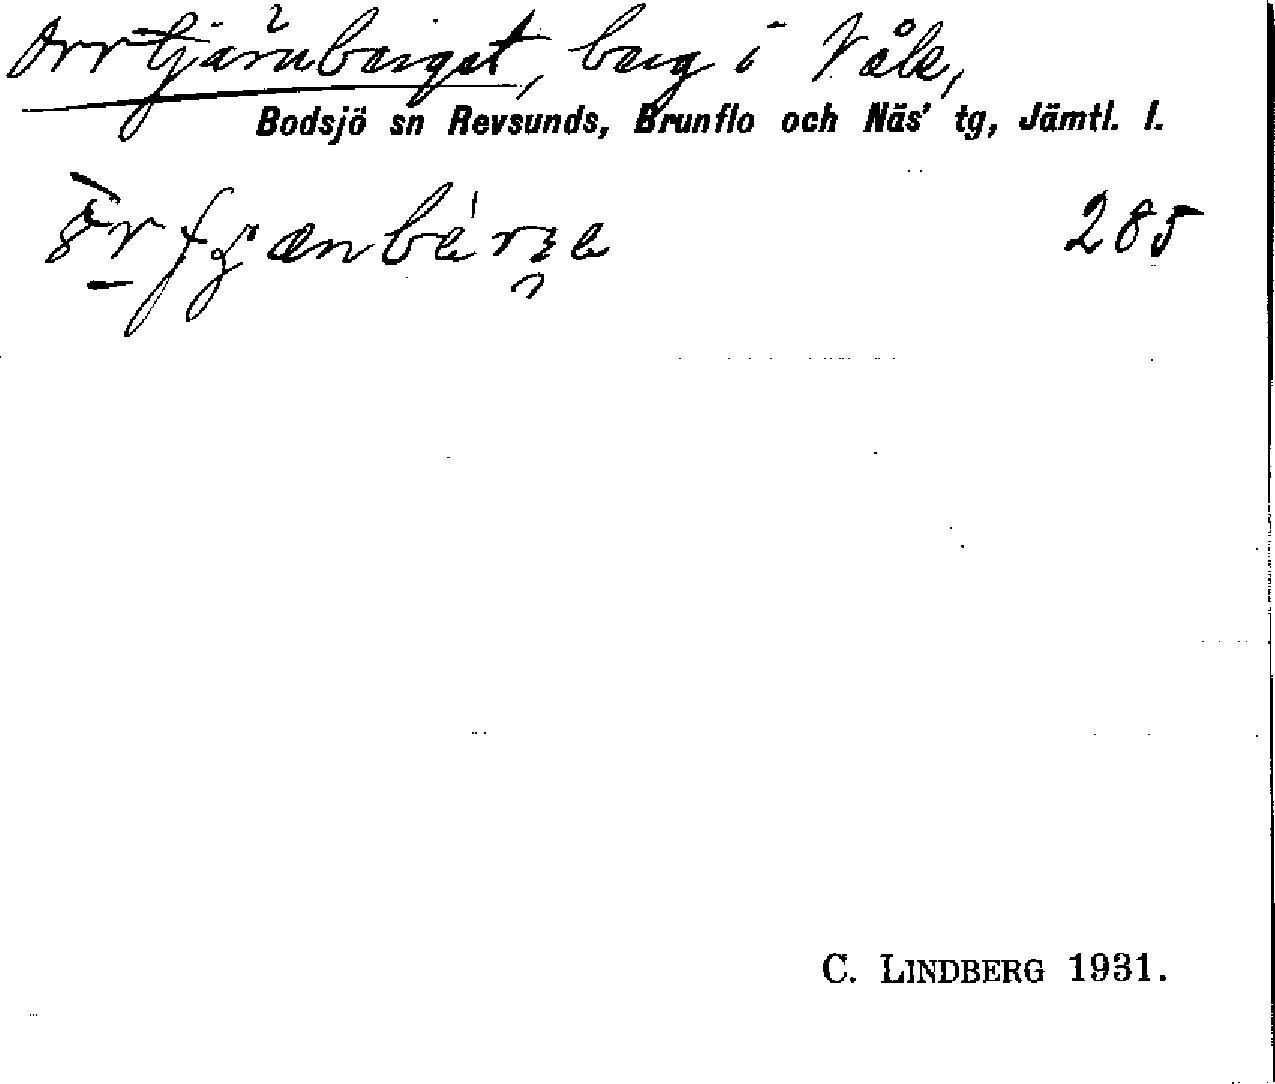 Orrtjärnberget, berg i Våle,
Bodsjö sn Revsunds, Brunflo och Näs' tg, Jämtl. l.
285
C. LINDBERG 1931.